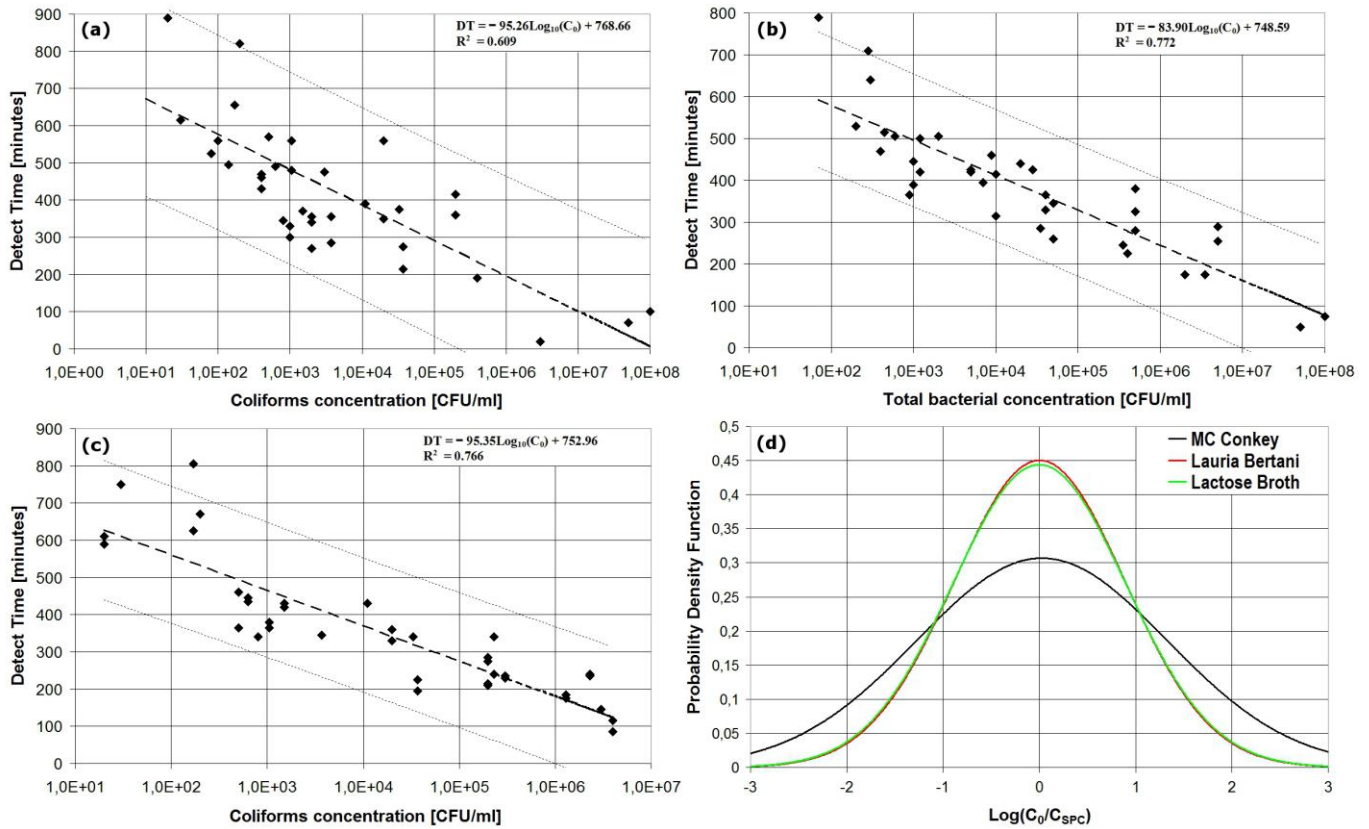 (a)
DT = − 95.26Log₁₀(C₀) + 768.66
R² = 0.609
900
800
700
600
500
400
300
200
100
0
Detect Time [minutes]
1,0E+00 1,0E+01 1,0E+02 1,0E+03 1,0E+04 1,0E+05 1,0E+06 1,0E+07 1,0E+08
Coliforms concentration [CFU/ml]
(b)
DT = − 83.90Log₁₀(C₀) + 748.59
R² = 0.772
800
700
600
500
400
300
200
100
0
Detect Time [minutes]
1,0E+01 1,0E+02 1,0E+03 1,0E+04 1,0E+05 1,0E+06 1,0E+07 1,0E+08
Total bacterial concentration [CFU/ml]
(c)
DT = − 95.35Log₁₀(C₀) + 752.96
R² = 0.766
900
800
700
600
500
400
300
200
100
0
Detect Time [minutes]
1,0E+01 1,0E+02 1,0E+03 1,0E+04 1,0E+05 1,0E+06 1,0E+07
Coliforms concentration [CFU/ml]
(d)
MC Conkey
Lauria Bertani
Lactose Broth
0,5
0,45
0,4
0,35
0,3
0,25
0,2
0,15
0,1
0,05
0
Probability Density Function
-3 -2 -1 0 1 2 3
Log(C₀/C_SPC)